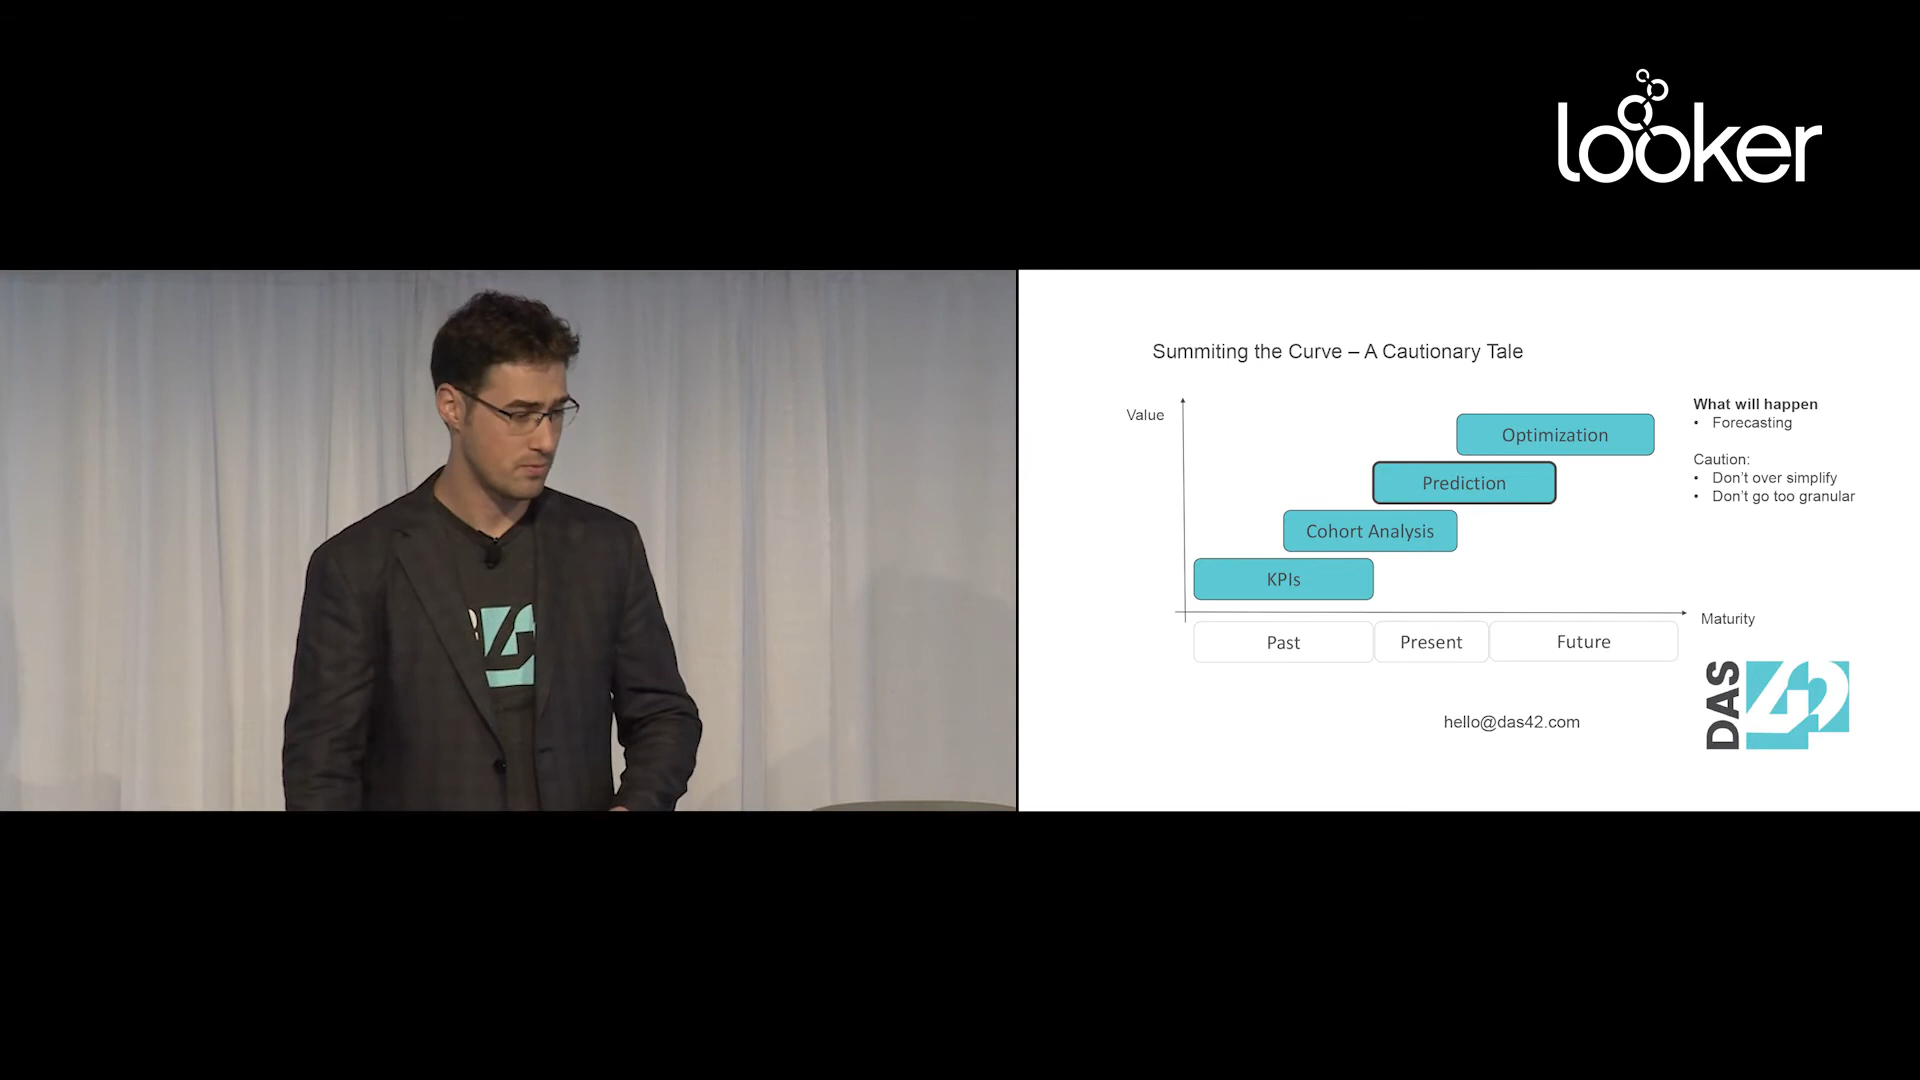 looker
Summiting the Curve – A Cautionary Tale
Value
Optimization
Prediction
Cohort Analysis
KPIs
What will happen
• Forecasting
Caution:
• Don't over simplify
• Don't go too granular
Maturity
Past
Present
Future
hello@das42.com
DAS
42